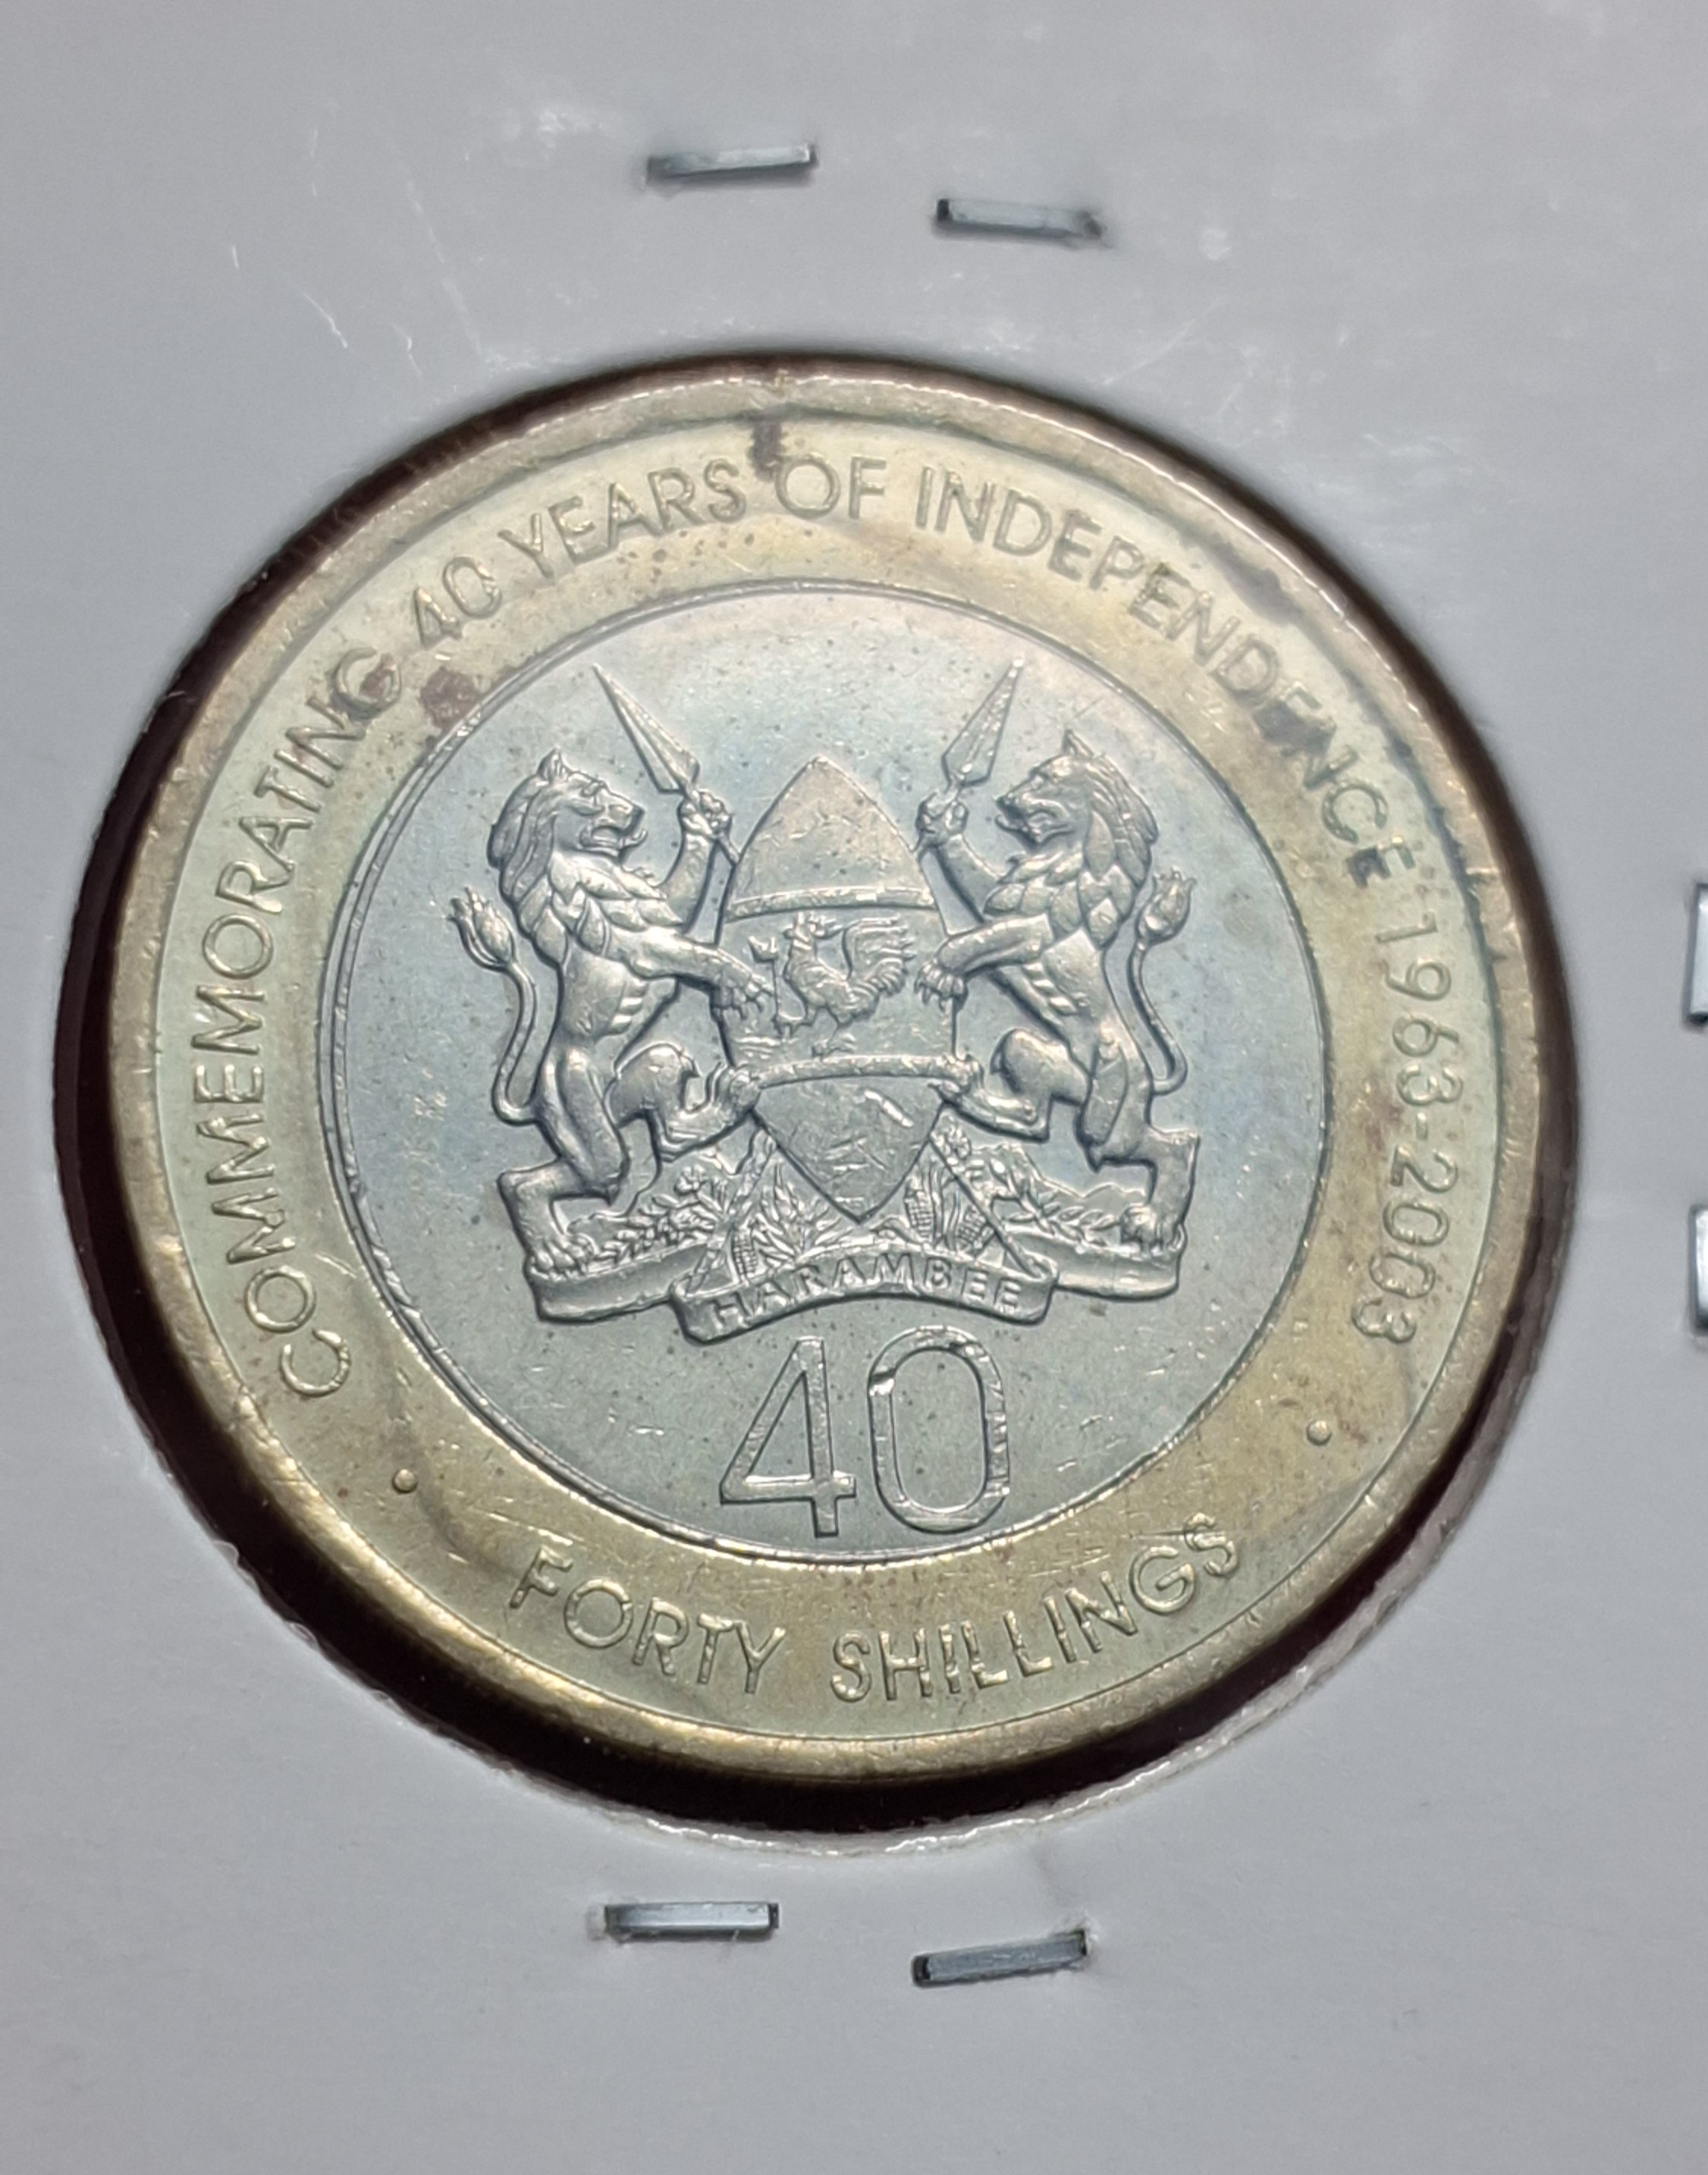 COMMEMORATING 40 YEARS OF INDEPENDENCE 1963-2003
HARAMBEE
40
FORTY SHILLINGS